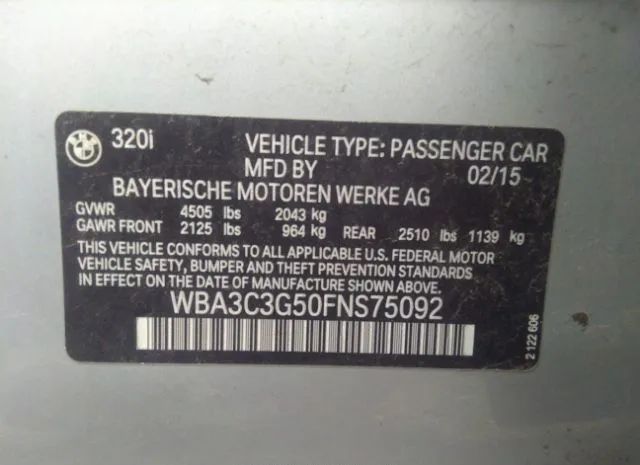 320i VEHICLE TYPE: PASSENGER CAR
MFD BY 02/15
BAYERISCHE MOTOREN WERKE AG
GVWR 4505 lbs 2043 kg
GAWR FRONT 2125 lbs 964 kg REAR 2510 lbs 1139 kg
THIS VEHICLE CONFORMS TO ALL APPLICABLE U.S. FEDERAL MOTOR
VEHICLE SAFETY, BUMPER AND THEFT PREVENTION STANDARDS IN
EFFECT ON THE DATE OF MANUFACTURE SHOWN ABOVE.
WBA3C3G50FNS75092
2 122 606